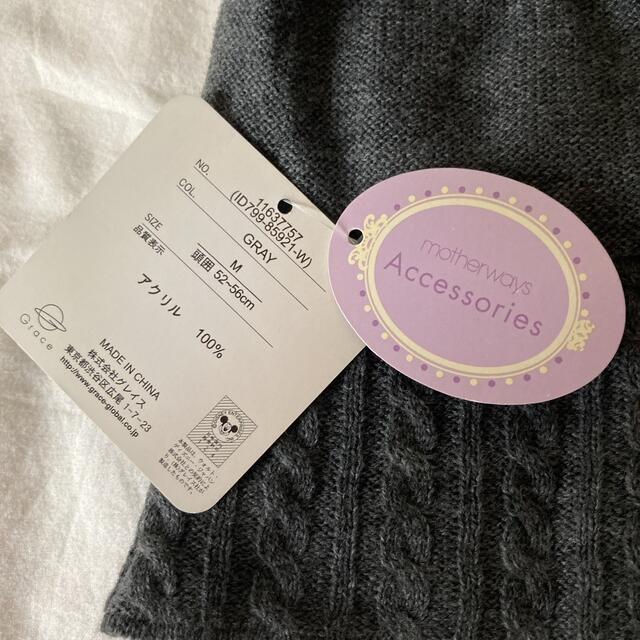 NO. 11637757
(ID799-85921-W)
COL. GRAY
SIZE M
頭囲 52~56cm
品質表示
アクリル 100%
Grace
MADE IN CHINA
株式会社グレイス
東京都渋谷区広尾 1-7-23
http://www.grace-global.co.jp
motherways
Accessories